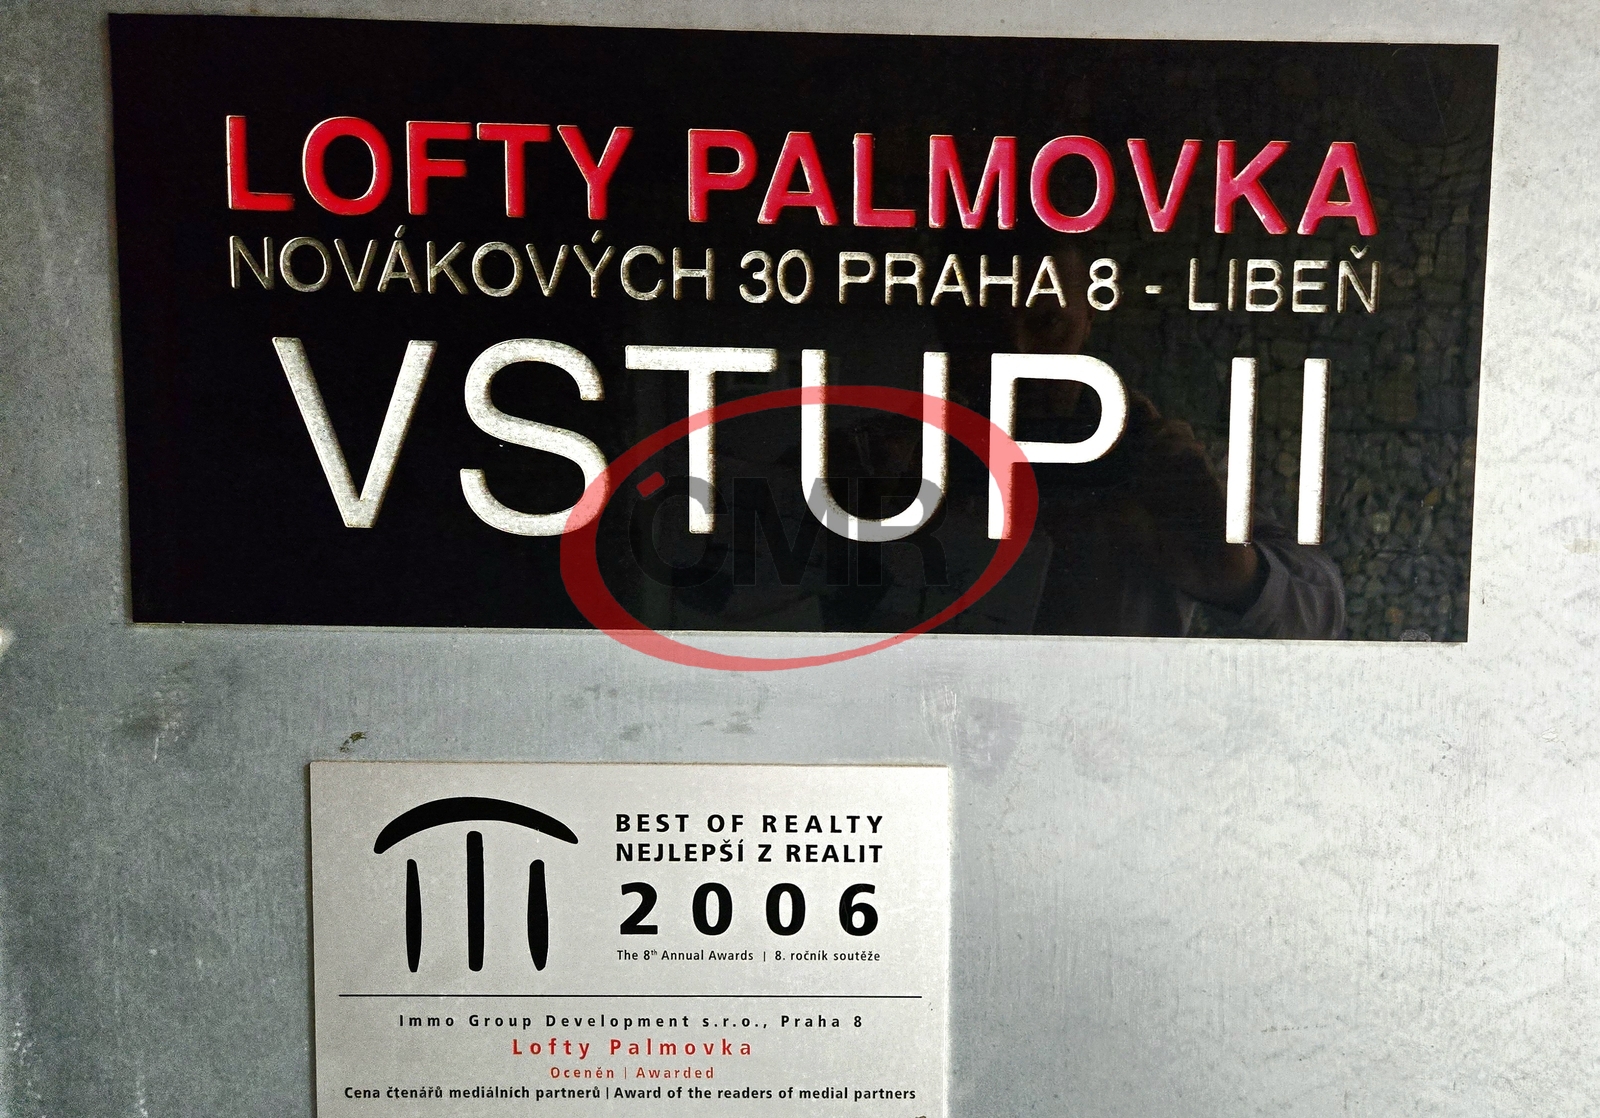 LOFTY PALMOVKA
NOVÁKOVÝCH 30 PRAHA 8 - LIBEŇ
VSTUP II
ČMR
BEST OF REALTY
NEJLEPŠÍ Z REALIT
2006
The 8th Annual Awards | 8. ročník soutěže
Immo Group Development s.r.o., Praha 8
Lofty Palmovka
Oceněn | Awarded
Cena čtenářů mediálních partnerů | Award of the readers of medial partners